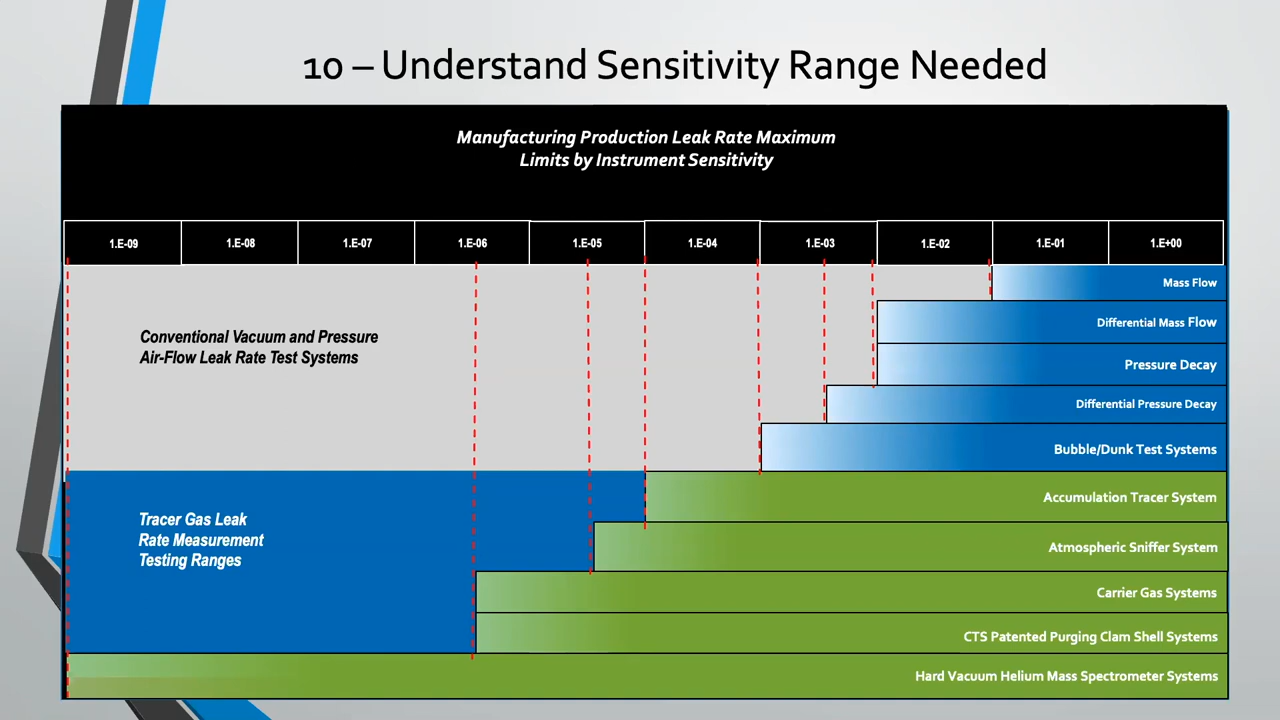 10 – Understand Sensitivity Range Needed
Manufacturing Production Leak Rate Maximum
Limits by Instrument Sensitivity
1.E-09 1.E-08 1.E-07 1.E-06 1.E-05 1.E-04 1.E-03 1.E-02 1.E-01 1.E+00
Mass Flow
Differential Mass Flow
Conventional Vacuum and Pressure
Air-Flow Leak Rate Test Systems
Pressure Decay
Differential Pressure Decay
Bubble/Dunk Test Systems
Accumulation Tracer System
Tracer Gas Leak
Rate Measurement
Testing Ranges
Atmospheric Sniffer System
Carrier Gas Systems
CTS Patented Purging Clam Shell Systems
Hard Vacuum Helium Mass Spectrometer Systems